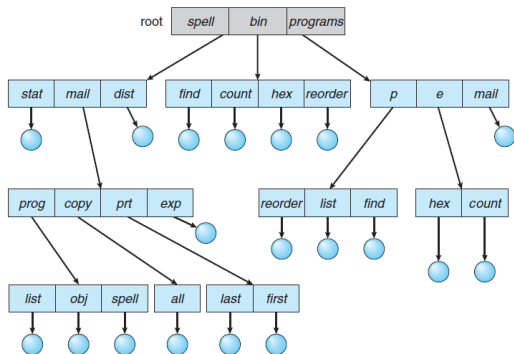 root spell bin programs
stat mail dist find count hex reorder p e mail
prog copy prt exp reorder list find hex count
list obj spell all last first